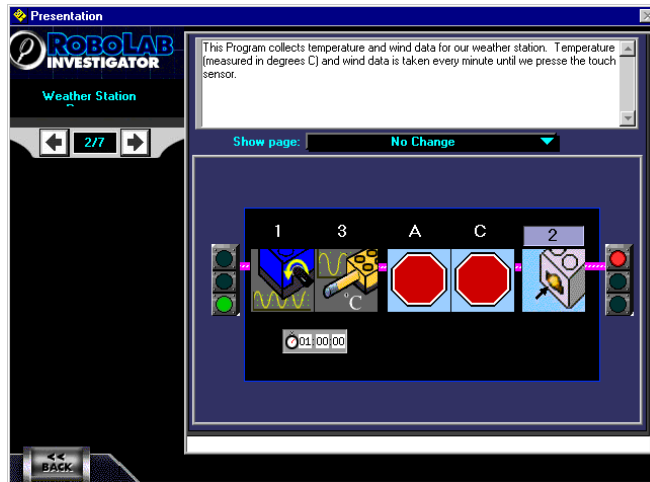 Presentation
ROBOLAB
INVESTIGATOR
Weather Station
2/7
This Program collects temperature and wind data for our weather station. Temperature
(measured in degrees C) and wind data is taken every minute until we presse the touch
sensor.
Show page: No Change
1 3 A C 2
°C
01:00:00
<<
BACK